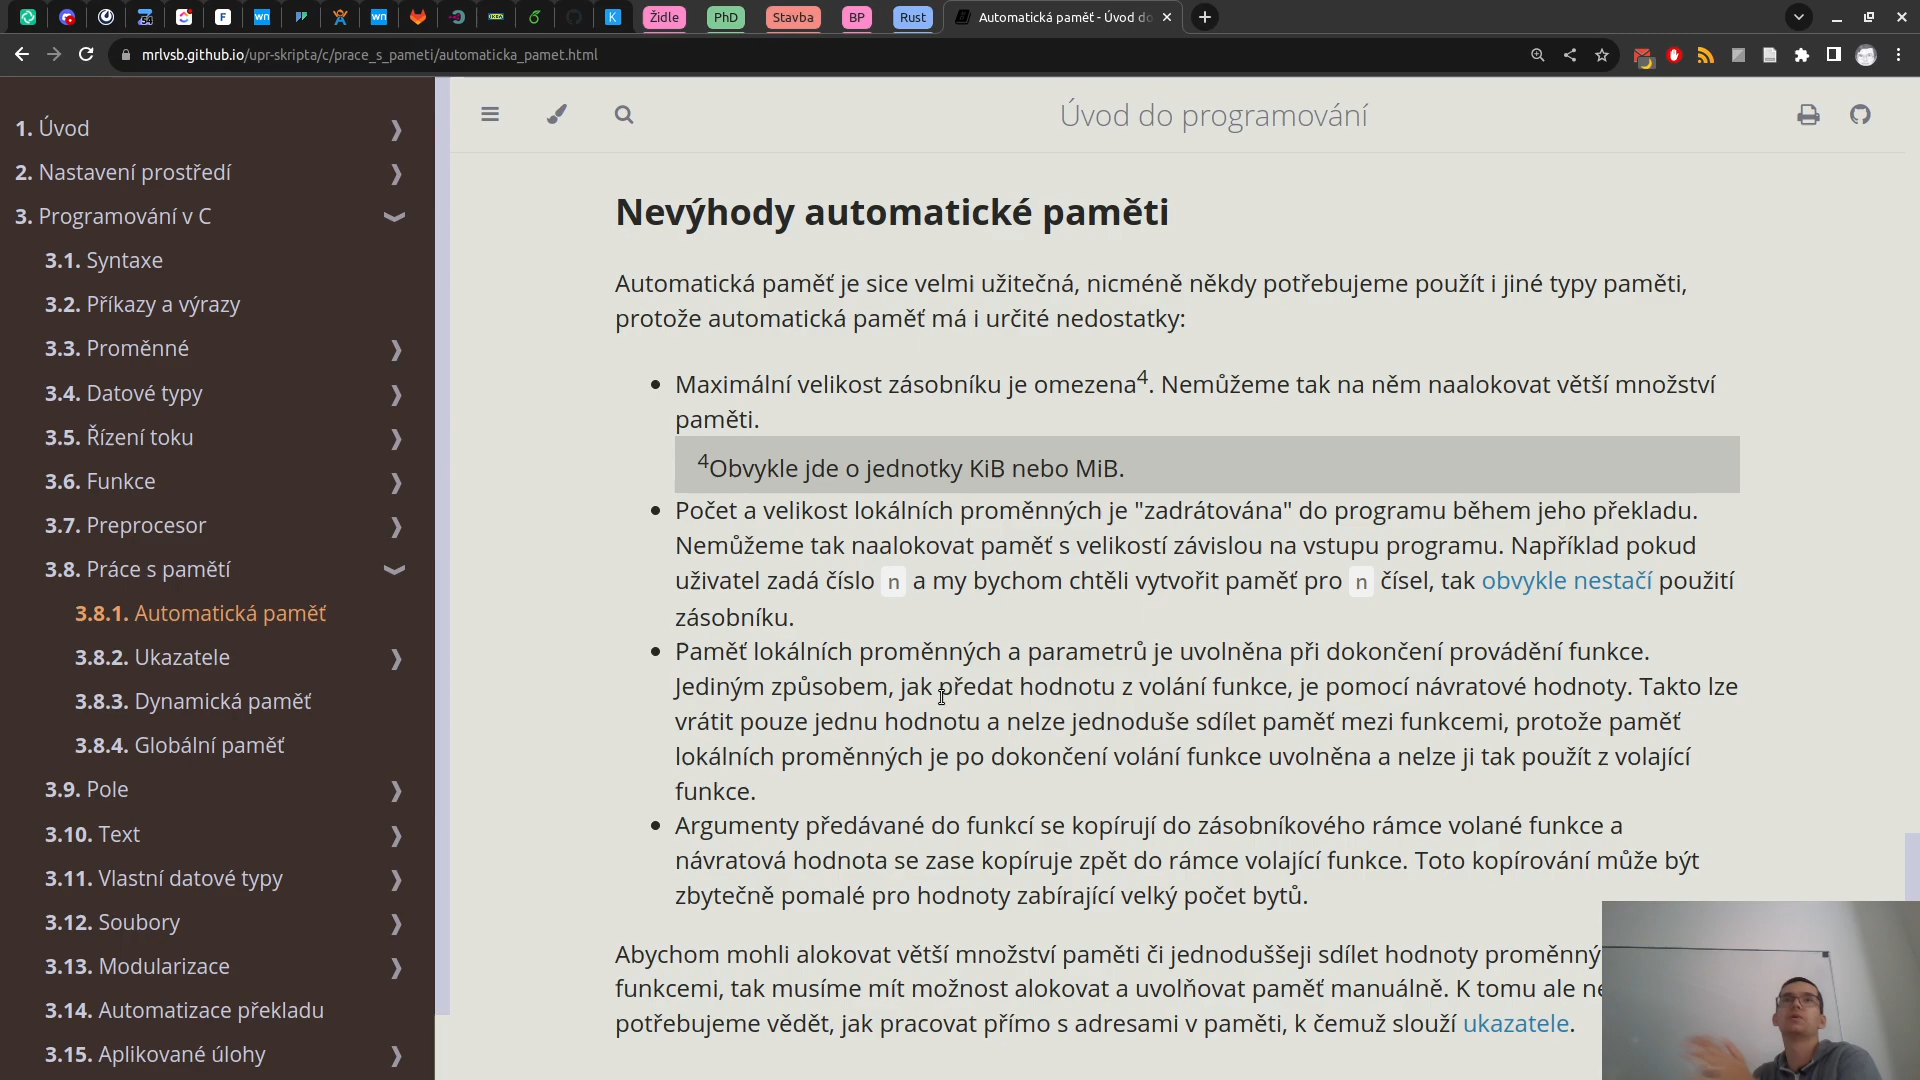 Židle
PhD
Stavba
BP
Rust
Automatická paměť - Úvod do
mrlvsb.github.io/upr-skripta/c/prace_s_pameti/automaticka_pamet.html
1. Úvod
2. Nastavení prostředí
3. Programování v C
3.1. Syntaxe
3.2. Příkazy a výrazy
3.3. Proměnné
3.4. Datové typy
3.5. Řízení toku
3.6. Funkce
3.7. Preprocesor
3.8. Práce s pamětí
3.8.1. Automatická paměť
3.8.2. Ukazatele
3.8.3. Dynamická paměť
3.8.4. Globální paměť
3.9. Pole
3.10. Text
3.11. Vlastní datové typy
3.12. Soubory
3.13. Modularizace
3.14. Automatizace překladu
3.15. Aplikované úlohy
Úvod do programování
Nevýhody automatické paměti
Automatická paměť je sice velmi užitečná, nicméně někdy potřebujeme použít i jiné typy paměti,
protože automatická paměť má i určité nedostatky:
• Maximální velikost zásobníku je omezena⁴. Nemůžeme tak na něm naalokovat větší množství
paměti.
⁴Obvykle jde o jednotky KiB nebo MiB.
• Počet a velikost lokálních proměnných je "zadrátována" do programu během jeho překladu.
Nemůžeme tak naalokovat paměť s velikostí závislou na vstupu programu. Například pokud
uživatel zadá číslo n a my bychom chtěli vytvořit paměť pro n čísel, tak obvykle nestačí použití
zásobníku.
• Paměť lokálních proměnných a parametrů je uvolněna při dokončení provádění funkce.
Jediným způsobem, jak předat hodnotu z volání funkce, je pomocí návratové hodnoty. Takto lze
vrátit pouze jednu hodnotu a nelze jednoduše sdílet paměť mezi funkcemi, protože paměť
lokálních proměnných je po dokončení volání funkce uvolněna a nelze ji tak použít z volající
funkce.
• Argumenty předávané do funkcí se kopírují do zásobníkového rámce volané funkce a
návratová hodnota se zase kopíruje zpět do rámce volající funkce. Toto kopírování může být
zbytečně pomalé pro hodnoty zabírající velký počet bytů.
Abychom mohli alokovat větší množství paměti či jednoduššeji sdílet hodnoty proměnný
funkcemi, tak musíme mít možnost alokovat a uvolňovat paměť manuálně. K tomu ale ne
potřebujeme vědět, jak pracovat přímo s adresami v paměti, k čemuž slouží ukazatele.